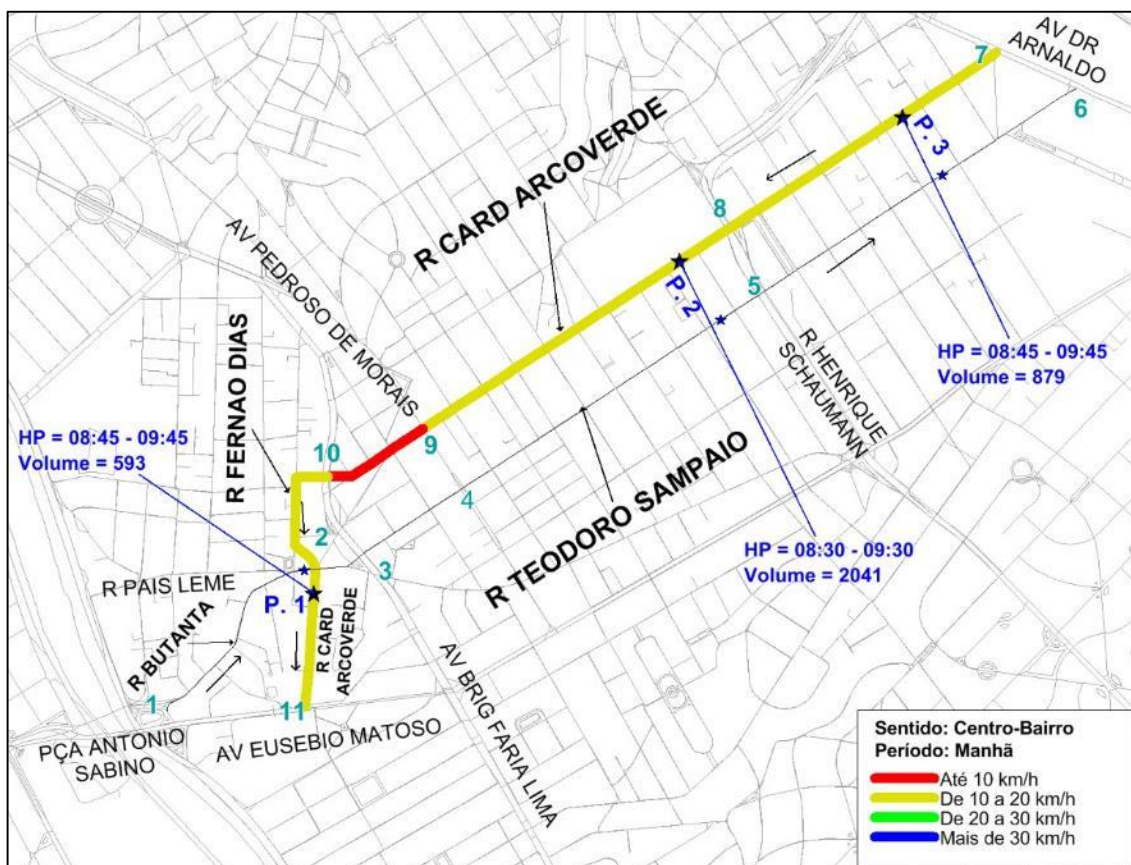 AV DR
ARNALDO
7
6
P. 3
R CARD ARCOVERDE
8
5
P. 2
AV PEDROSO DE MORAIS
R HENRIQUE
SCHAUMANN
HP = 08:45 - 09:45
Volume = 879
R FERNAO DIAS
HP = 08:45 - 09:45
Volume = 593
9
10
4
R TEODORO SAMPAIO
HP = 08:30 - 09:30
Volume = 2041
2
3
R PAIS LEME
P. 1
R BUTANTA
R CARD
ARCOVERDE
1
11
AV BRIG FARIA LIMA
PÇA ANTONIO
SABINO
AV EUSEBIO MATOSO
Sentido: Centro-Bairro
Período: Manhã
Até 10 km/h
De 10 a 20 km/h
De 20 a 30 km/h
Mais de 30 km/h